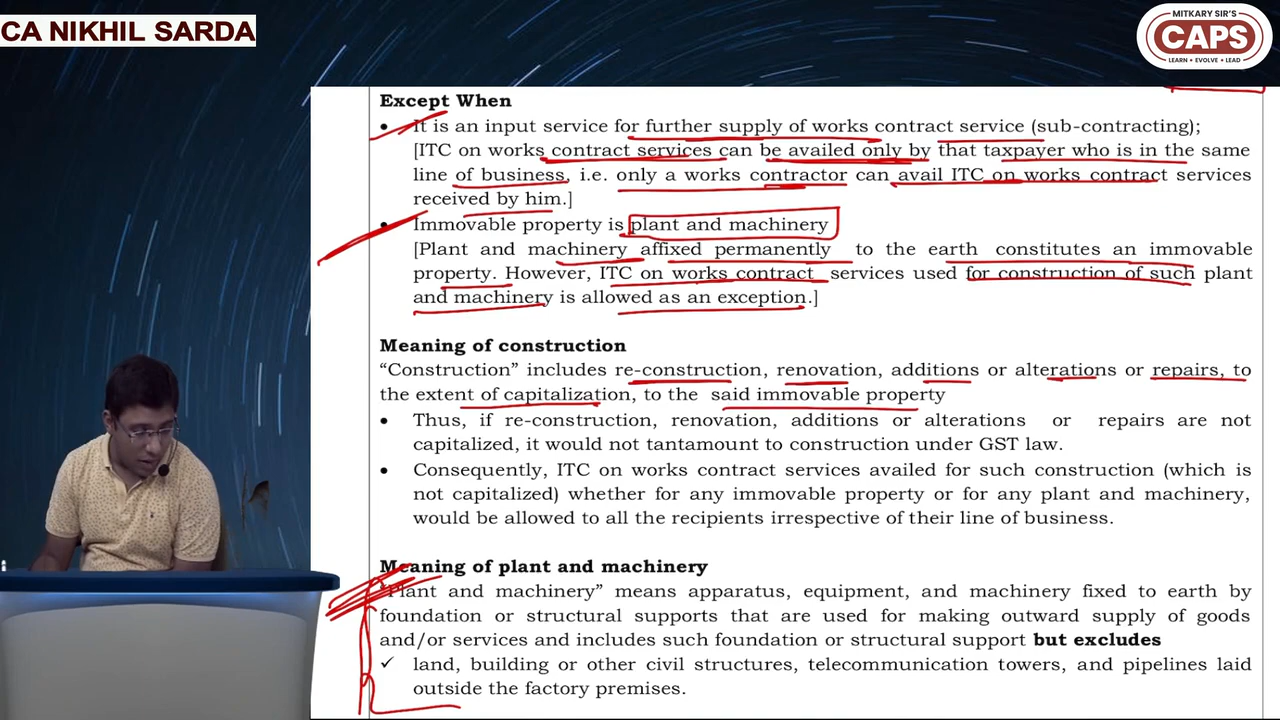 CA NIKHIL SARDA
MITKARY SIR'S
CAPS
LEARN • EVOLVE • LEAD
Except When
• It is an input service for further supply of works contract service (sub-contracting);
[ITC on works contract services can be availed only by that taxpayer who is in the same
line of business, i.e. only a works contractor can avail ITC on works contract services
received by him.]
• Immovable property is plant and machinery
[Plant and machinery affixed permanently to the earth constitutes an immovable
property. However, ITC on works contract services used for construction of such plant
and machinery is allowed as an exception.]
Meaning of construction
“Construction” includes re-construction, renovation, additions or alterations or repairs, to
the extent of capitalization, to the said immovable property
• Thus, if re-construction, renovation, additions or alterations or repairs are not
capitalized, it would not tantamount to construction under GST law.
• Consequently, ITC on works contract services availed for such construction (which is
not capitalized) whether for any immovable property or for any plant and machinery,
would be allowed to all the recipients irrespective of their line of business.
Meaning of plant and machinery
“Plant and machinery” means apparatus, equipment, and machinery fixed to earth by
foundation or structural supports that are used for making outward supply of goods
and/or services and includes such foundation or structural support but excludes
✓ land, building or other civil structures, telecommunication towers, and pipelines laid
outside the factory premises.